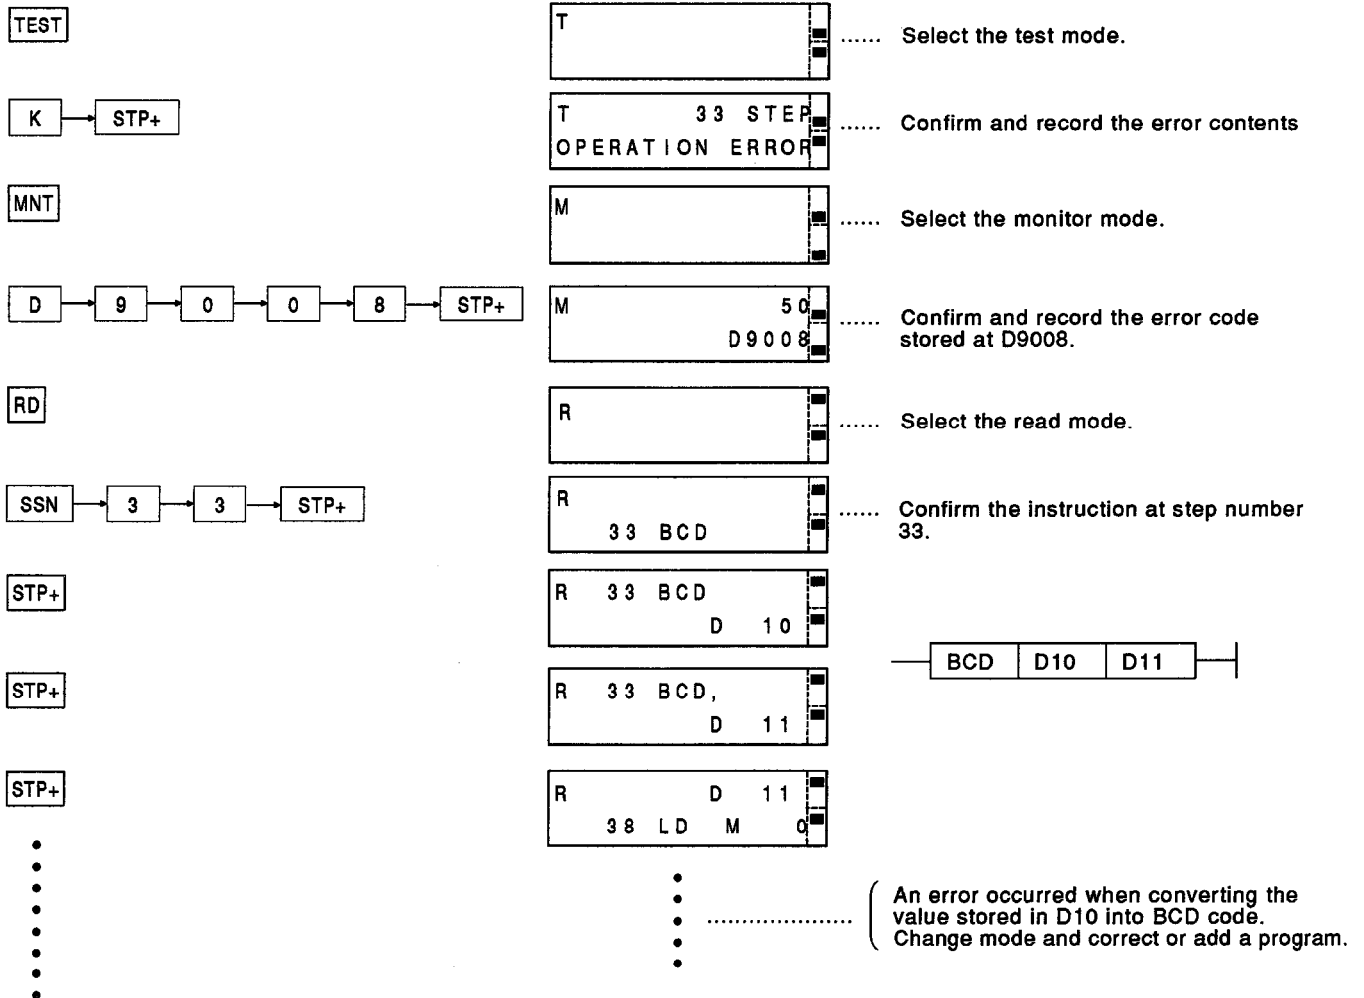 TEST
T
...... Select the test mode.
K STP+
T 33 STEP
OPERATION ERROR
...... Confirm and record the error contents
MNT
M
...... Select the monitor mode.
D 9 0 0 8 STP+
M 50
D9008
...... Confirm and record the error code
stored at D9008.
RD
R
...... Select the read mode.
SSN 3 3 STP+
R
33 BCD
...... Confirm the instruction at step number
33.
STP+
R 33 BCD
D 10
BCD D10 D11
STP+
R 33 BCD,
D 11
STP+
R D 11
38 LD M 0
An error occurred when converting the
value stored in D10 into BCD code.
Change mode and correct or add a program.